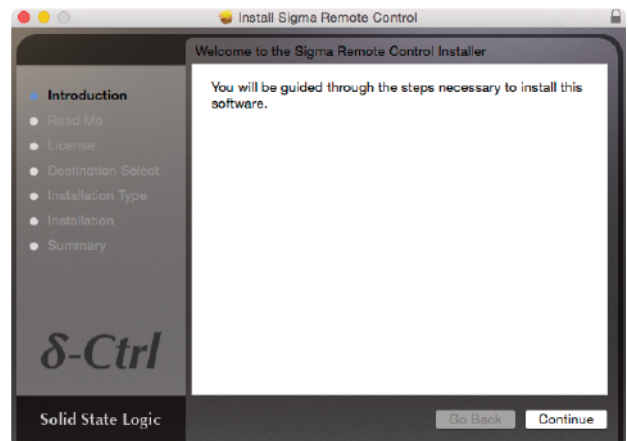 Install Sigma Remote Control
Welcome to the Sigma Remote Control Installer
Introduction
Read Me
License
Destination Select
Installation Type
Installation
Summary
You will be guided through the steps necessary to install this
software.
δ-Ctrl
Solid State Logic
Go Back
Continue